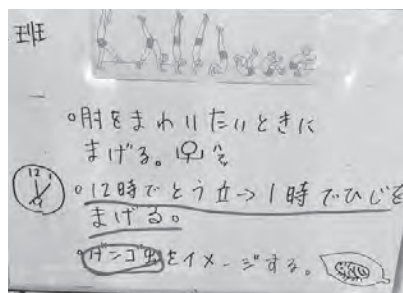 班
○肘をまわりたいときに
まげる。
12 1
○12時でとう立→1時でひじを
まげる。
○ダンゴ虫をイメージする。